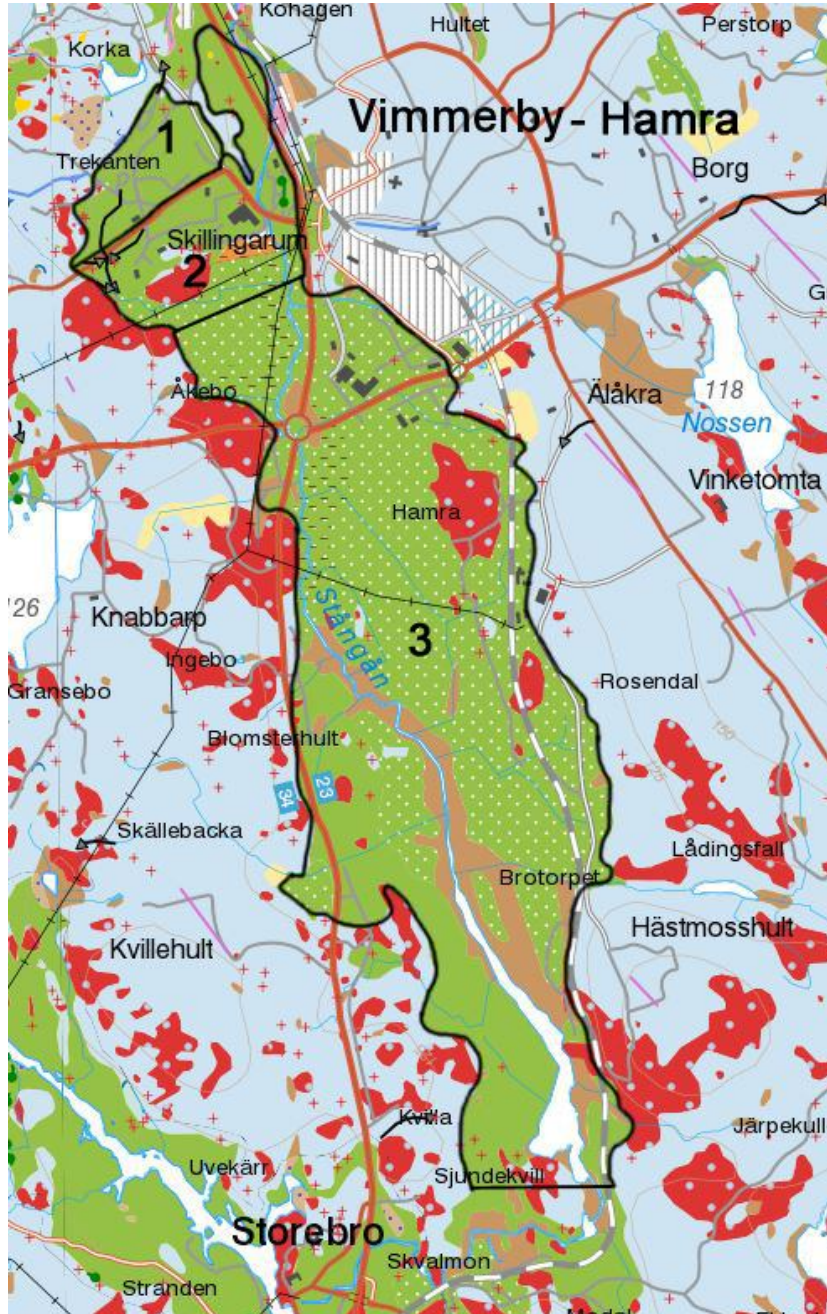 Kohagen
Hultet
Perstorp
Korka
Vimmerby - Hamra
1
Trekanten
Borg
Skillingarum
2
G
Åkebo
Älåkra
118
Nossen
Vinketomta
Hamra
126
Knabbarp
Stångån
3
Ingebo
Gransebo
Rosendal
150
Blomsterhult
34
23
125
Skällebacka
Lådingsfall
Brotorpet
Kvillehult
Hästmosshult
Kvilla
Järpekull
Uvekärr
Sjundekvill
Storebro
Skvalmon
Stranden